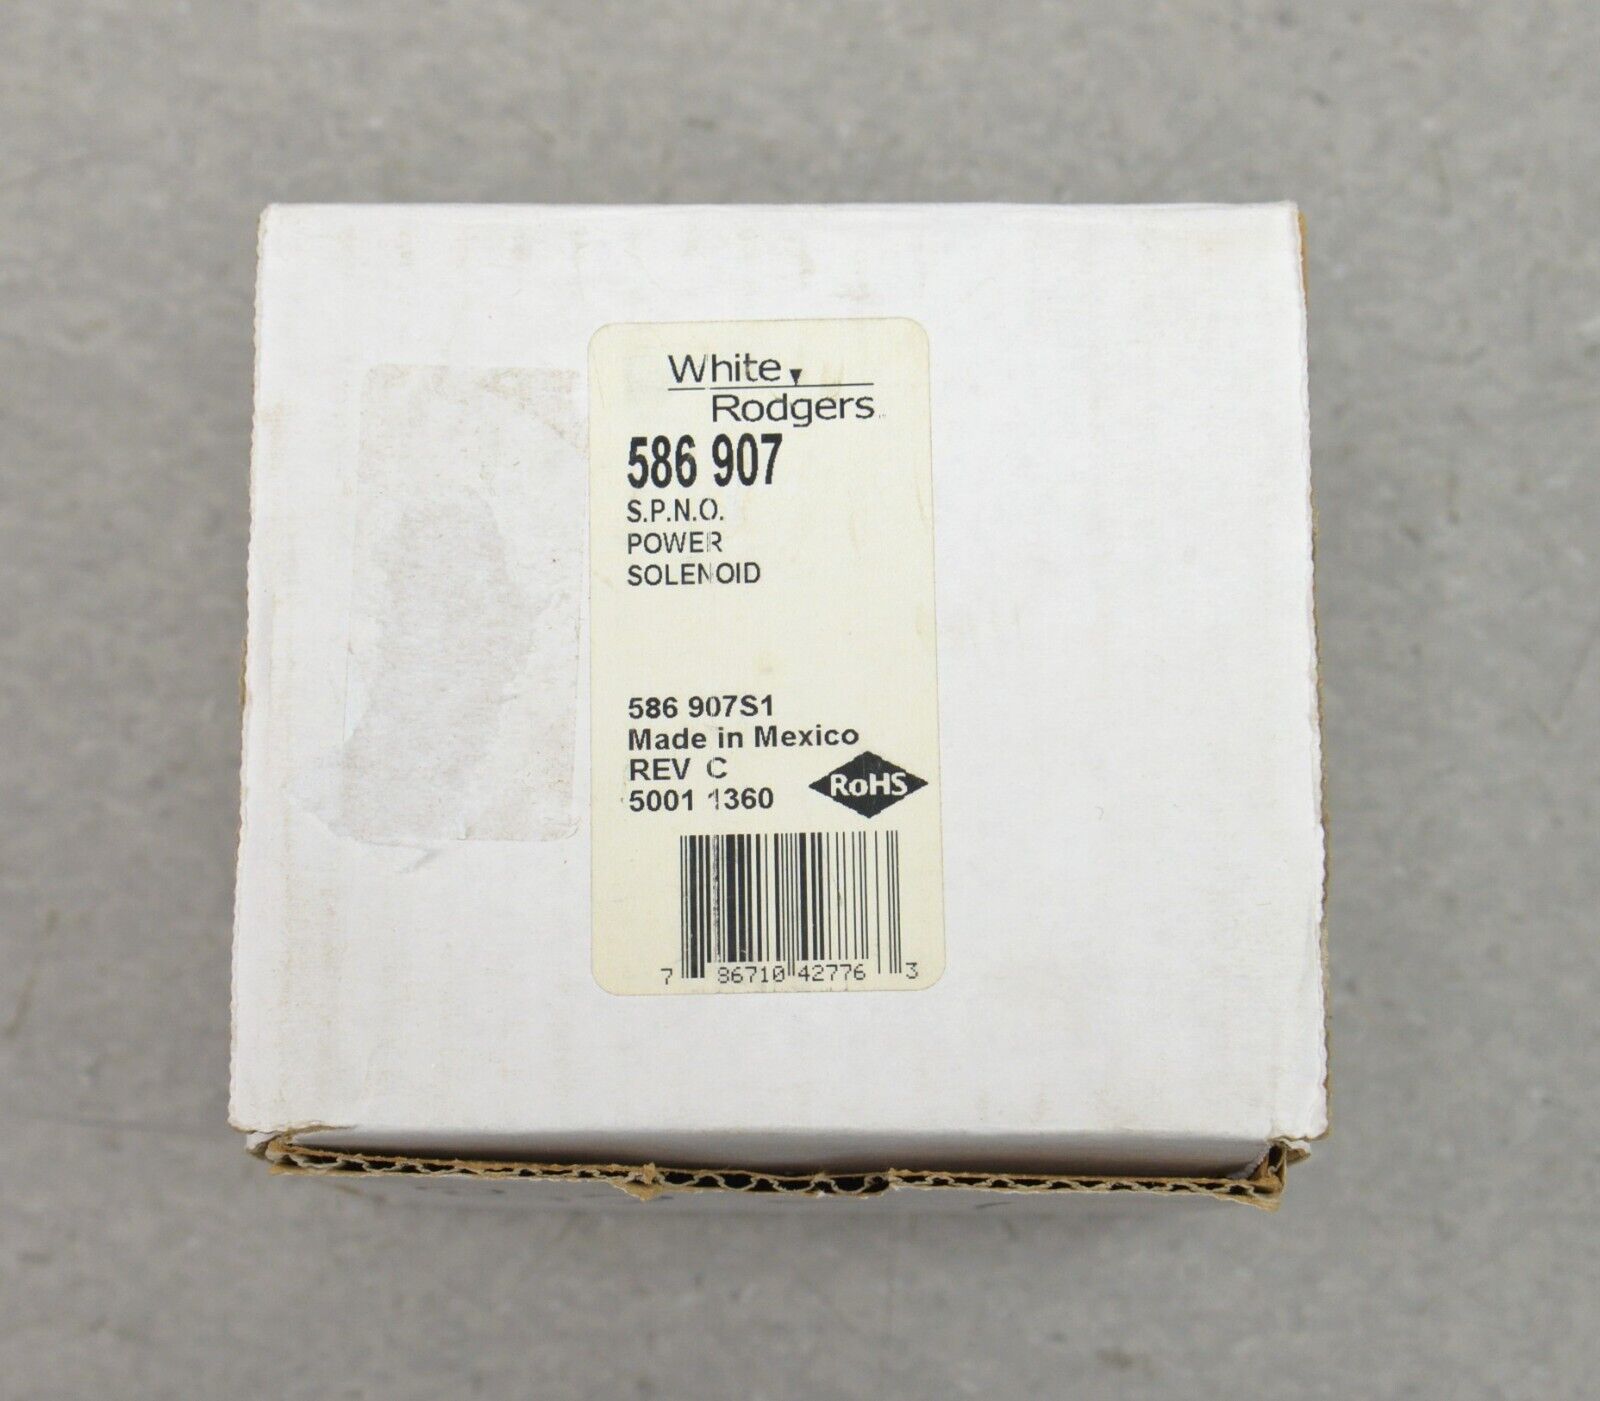 White
Rodgers
586 907
S.P.N.O.
POWER
SOLENOID
586 907S1
Made in Mexico
REV C
5001 1360
RoHS
7 86710 42776 3